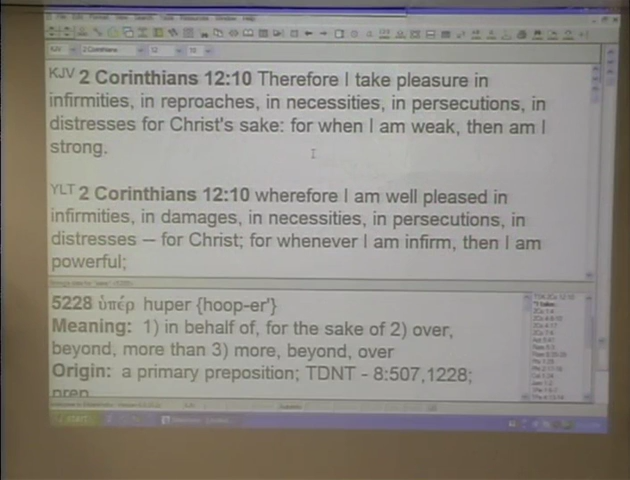 KJV 2 Corinthians 12:10 Therefore I take pleasure in
infirmities, in reproaches, in necessities, in persecutions, in
distresses for Christ's sake: for when I am weak, then am I
strong.
YLT 2 Corinthians 12:10 wherefore I am well pleased in
infirmities, in damages, in necessities, in persecutions, in
distresses — for Christ; for whenever I am infirm, then I am
powerful;
5228 ὑπέρ huper {hoop-er'}
Meaning: 1) in behalf of, for the sake of 2) over,
beyond, more than 3) more, beyond, over
Origin: a primary preposition; TDNT - 8:507,1228;
prep